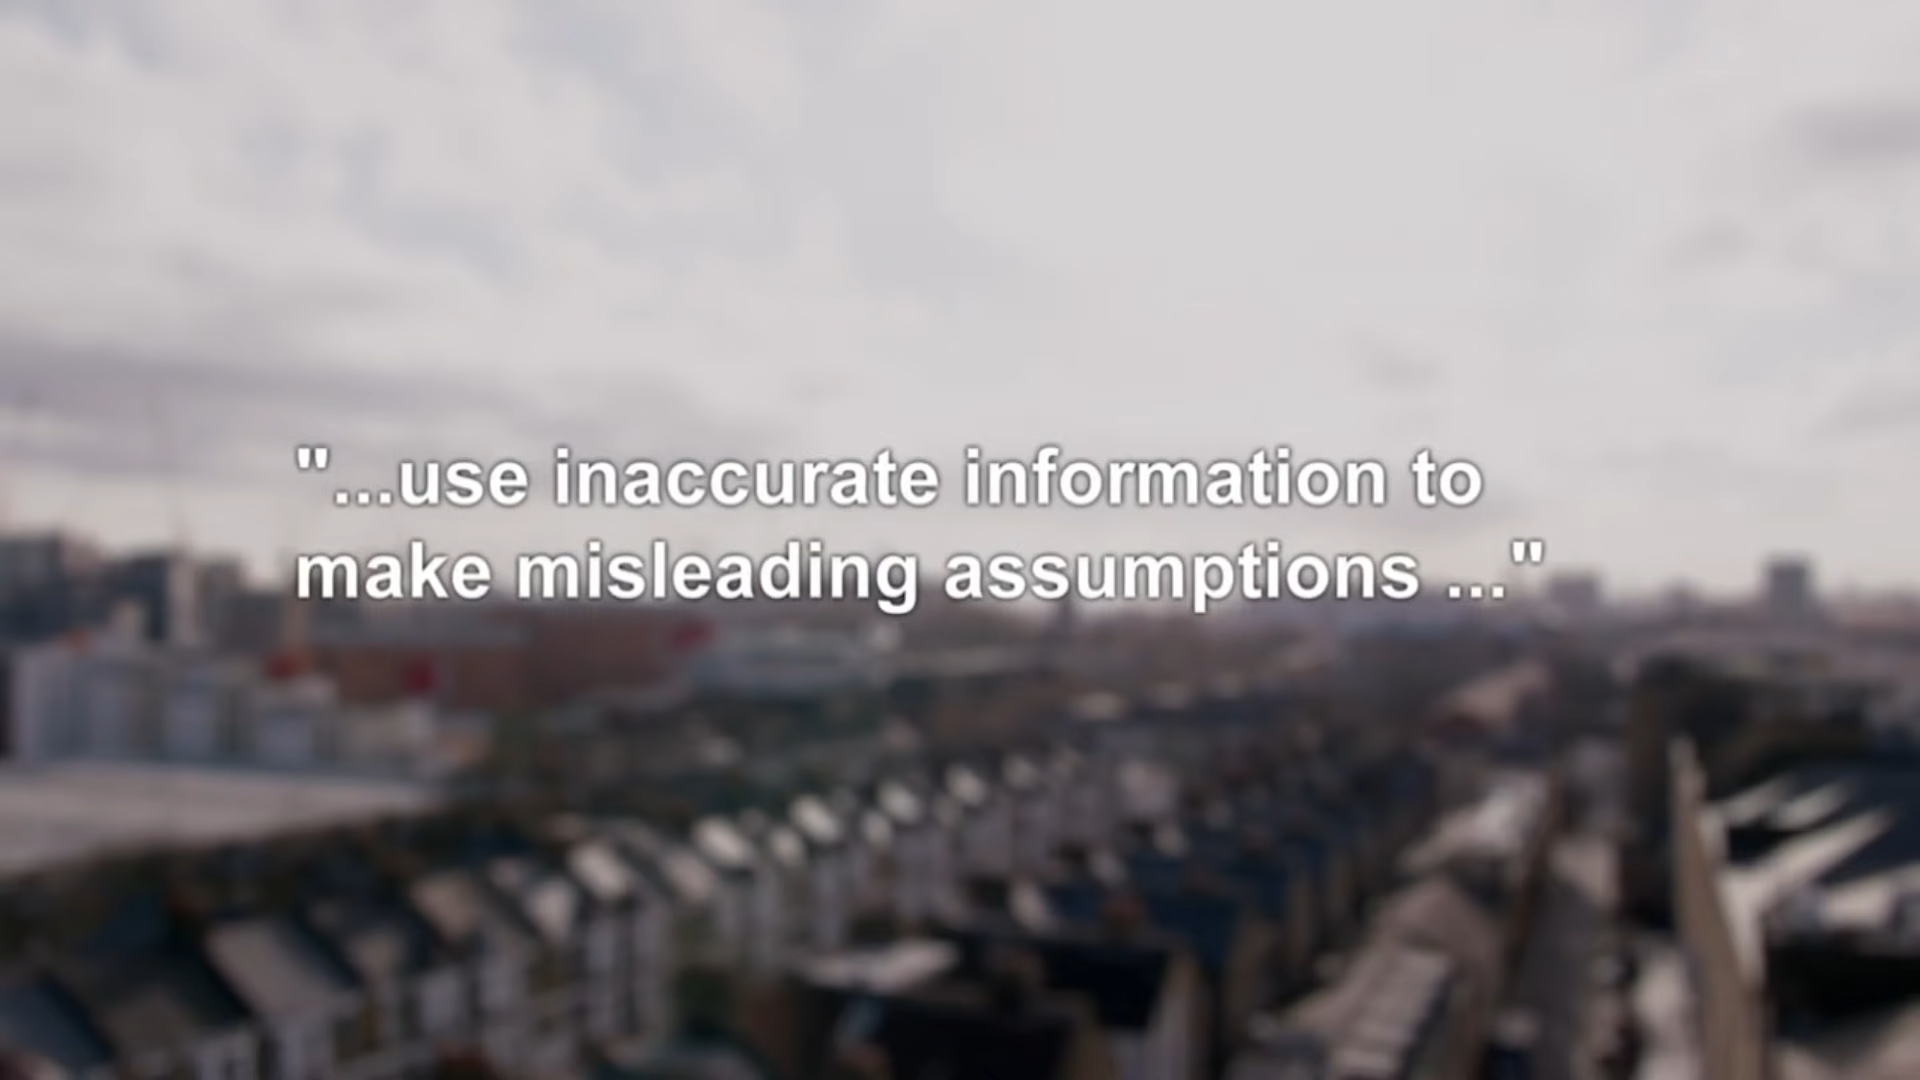 "...use inaccurate information to
make misleading assumptions ..."